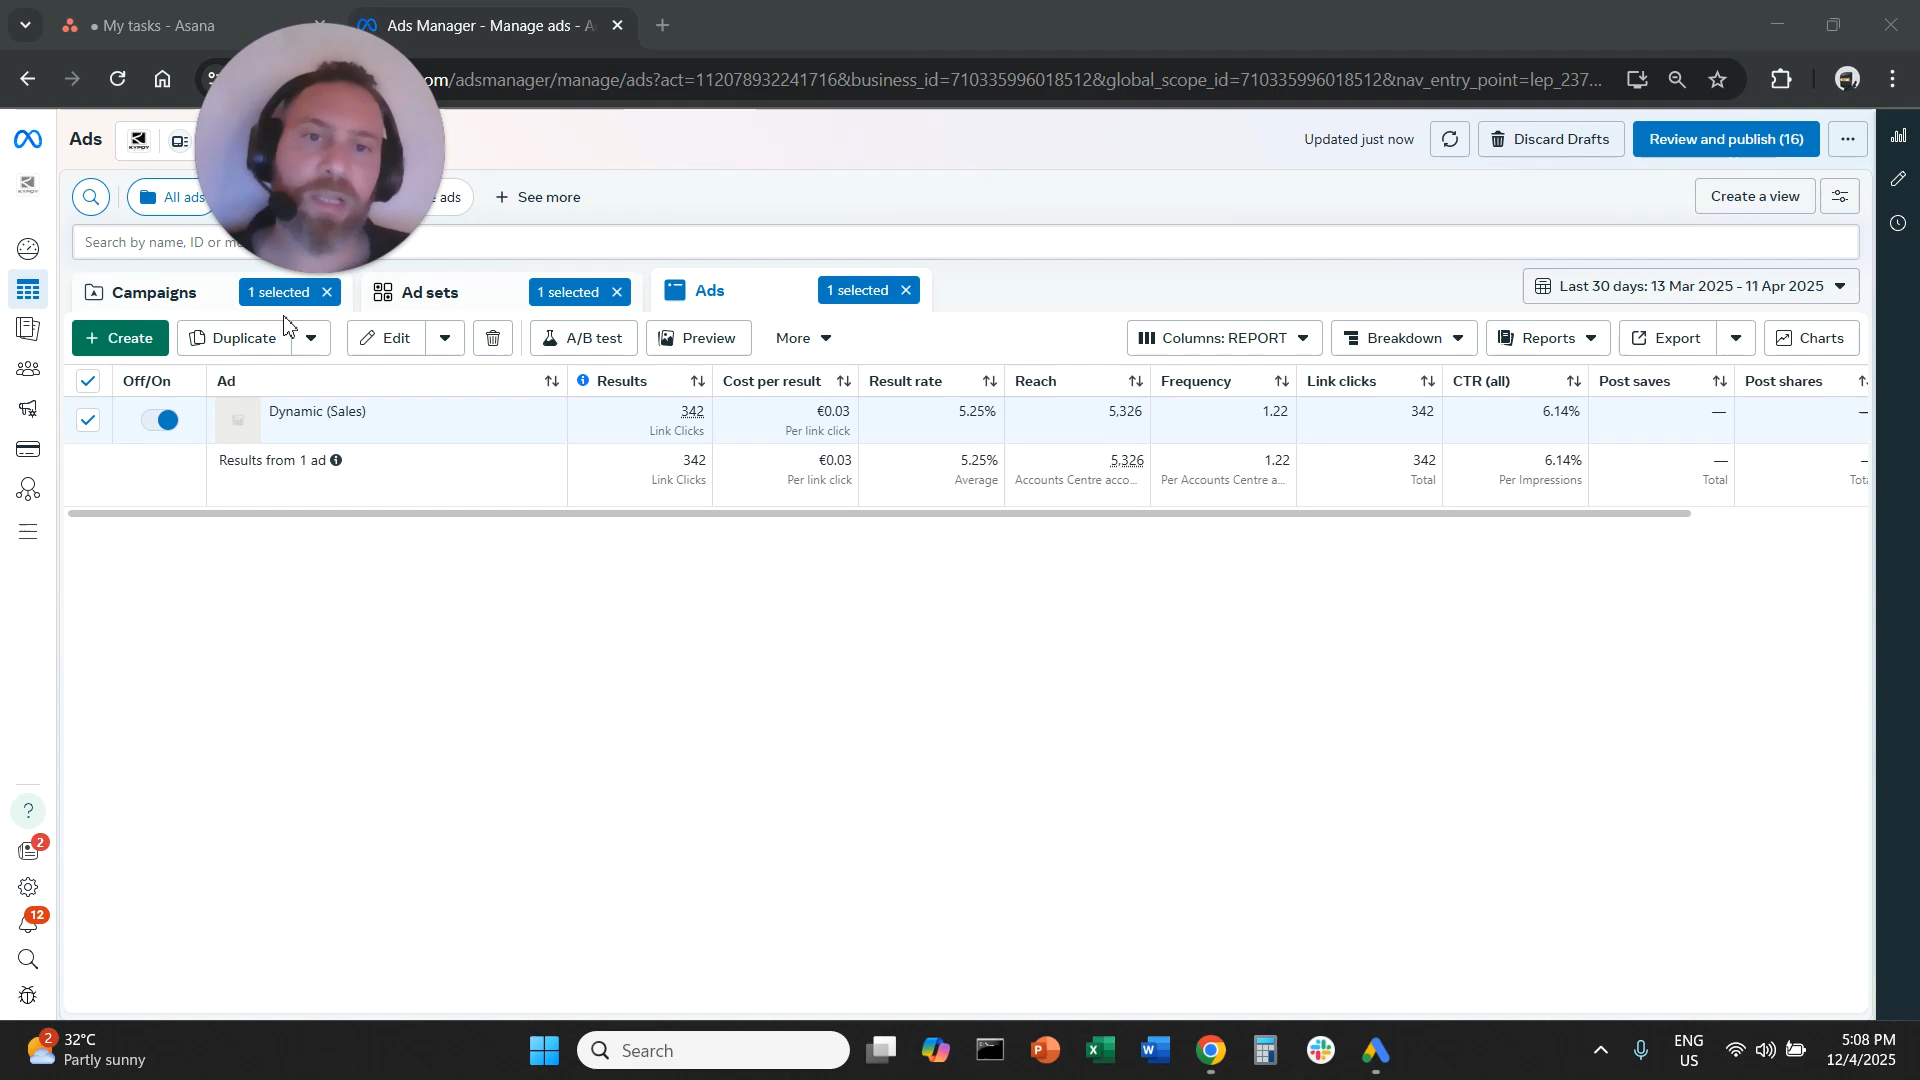 My tasks - Asana
Ads Manager - Manage ads - A
om/adsmanager/manage/ads?act=112078932241716&business_id=710335996018512&global_scope_id=710335996018512&nav_entry_point=lep_237...
Ads
Updated just now
Discard Drafts
Review and publish (16)
All ads
ads
+ See more
Create a view
Search by name, ID or me
Campaigns
1 selected
Ad sets
1 selected
Ads
1 selected
Last 30 days: 13 Mar 2025 - 11 Apr 2025
+ Create
Duplicate
Edit
A/B test
Preview
More
Columns: REPORT
Breakdown
Reports
Export
Charts
Off/On
Ad
Results
Cost per result
Result rate
Reach
Frequency
Link clicks
CTR (all)
Post saves
Post shares
Dynamic (Sales)
342
Link Clicks
€0.03
Per link click
5.25%
5,326
1.22
342
6.14%
—
—
Results from 1 ad
342
Link Clicks
€0.03
Per link click
5.25%
Average
5,326
Accounts Centre acco...
1.22
Per Accounts Centre a...
342
Total
6.14%
Per Impressions
—
Total
—
Tota
?
2
12
2
32°C
Partly sunny
Search
ENG
US
5:08 PM
12/4/2025